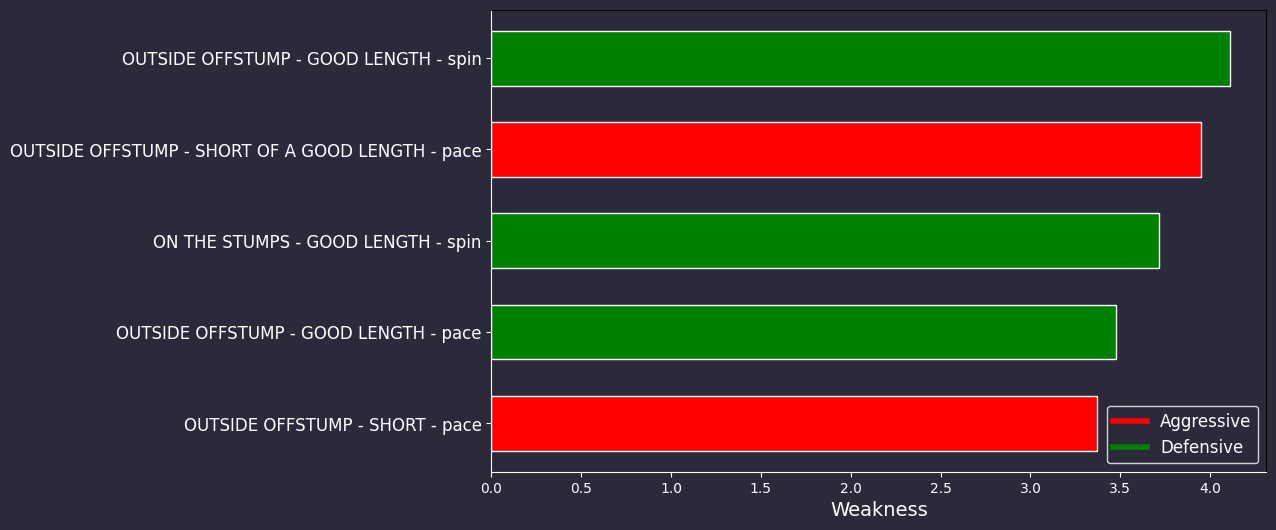 OUTSIDE OFFSTUMP - GOOD LENGTH - spin
OUTSIDE OFFSTUMP - SHORT OF A GOOD LENGTH - pace
ON THE STUMPS - GOOD LENGTH - spin
OUTSIDE OFFSTUMP - GOOD LENGTH - pace
OUTSIDE OFFSTUMP - SHORT - pace
Aggressive
Defensive
0.0 0.5 1.0 1.5 2.0 2.5 3.0 3.5 4.0
Weakness